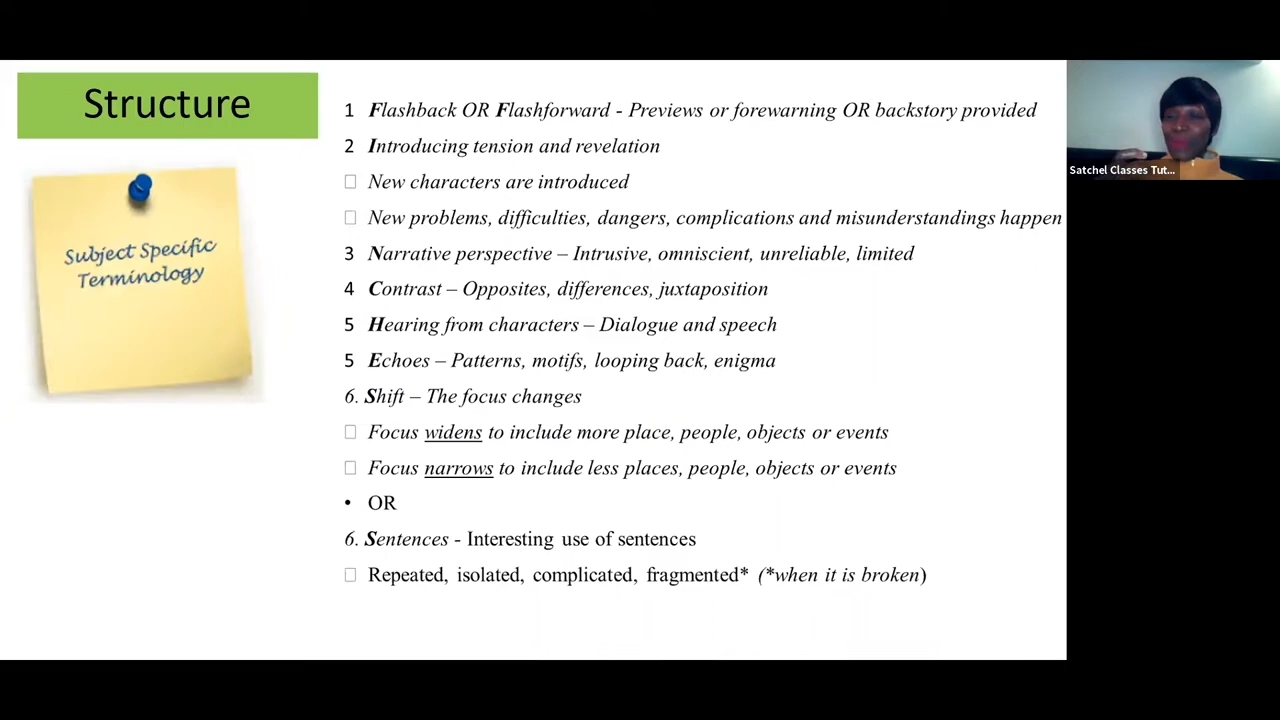 Structure
Subject Specific
Terminology
1 Flashback OR Flashforward - Previews or forewarning OR backstory provided
2 Introducing tension and revelation
□ New characters are introduced
□ New problems, difficulties, dangers, complications and misunderstandings happen
3 Narrative perspective – Intrusive, omniscient, unreliable, limited
4 Contrast – Opposites, differences, juxtaposition
5 Hearing from characters – Dialogue and speech
5 Echoes – Patterns, motifs, looping back, enigma
6. Shift – The focus changes
□ Focus widens to include more place, people, objects or events
□ Focus narrows to include less places, people, objects or events
• OR
6. Sentences - Interesting use of sentences
□ Repeated, isolated, complicated, fragmented* (*when it is broken)
Satchel Classes Tut...